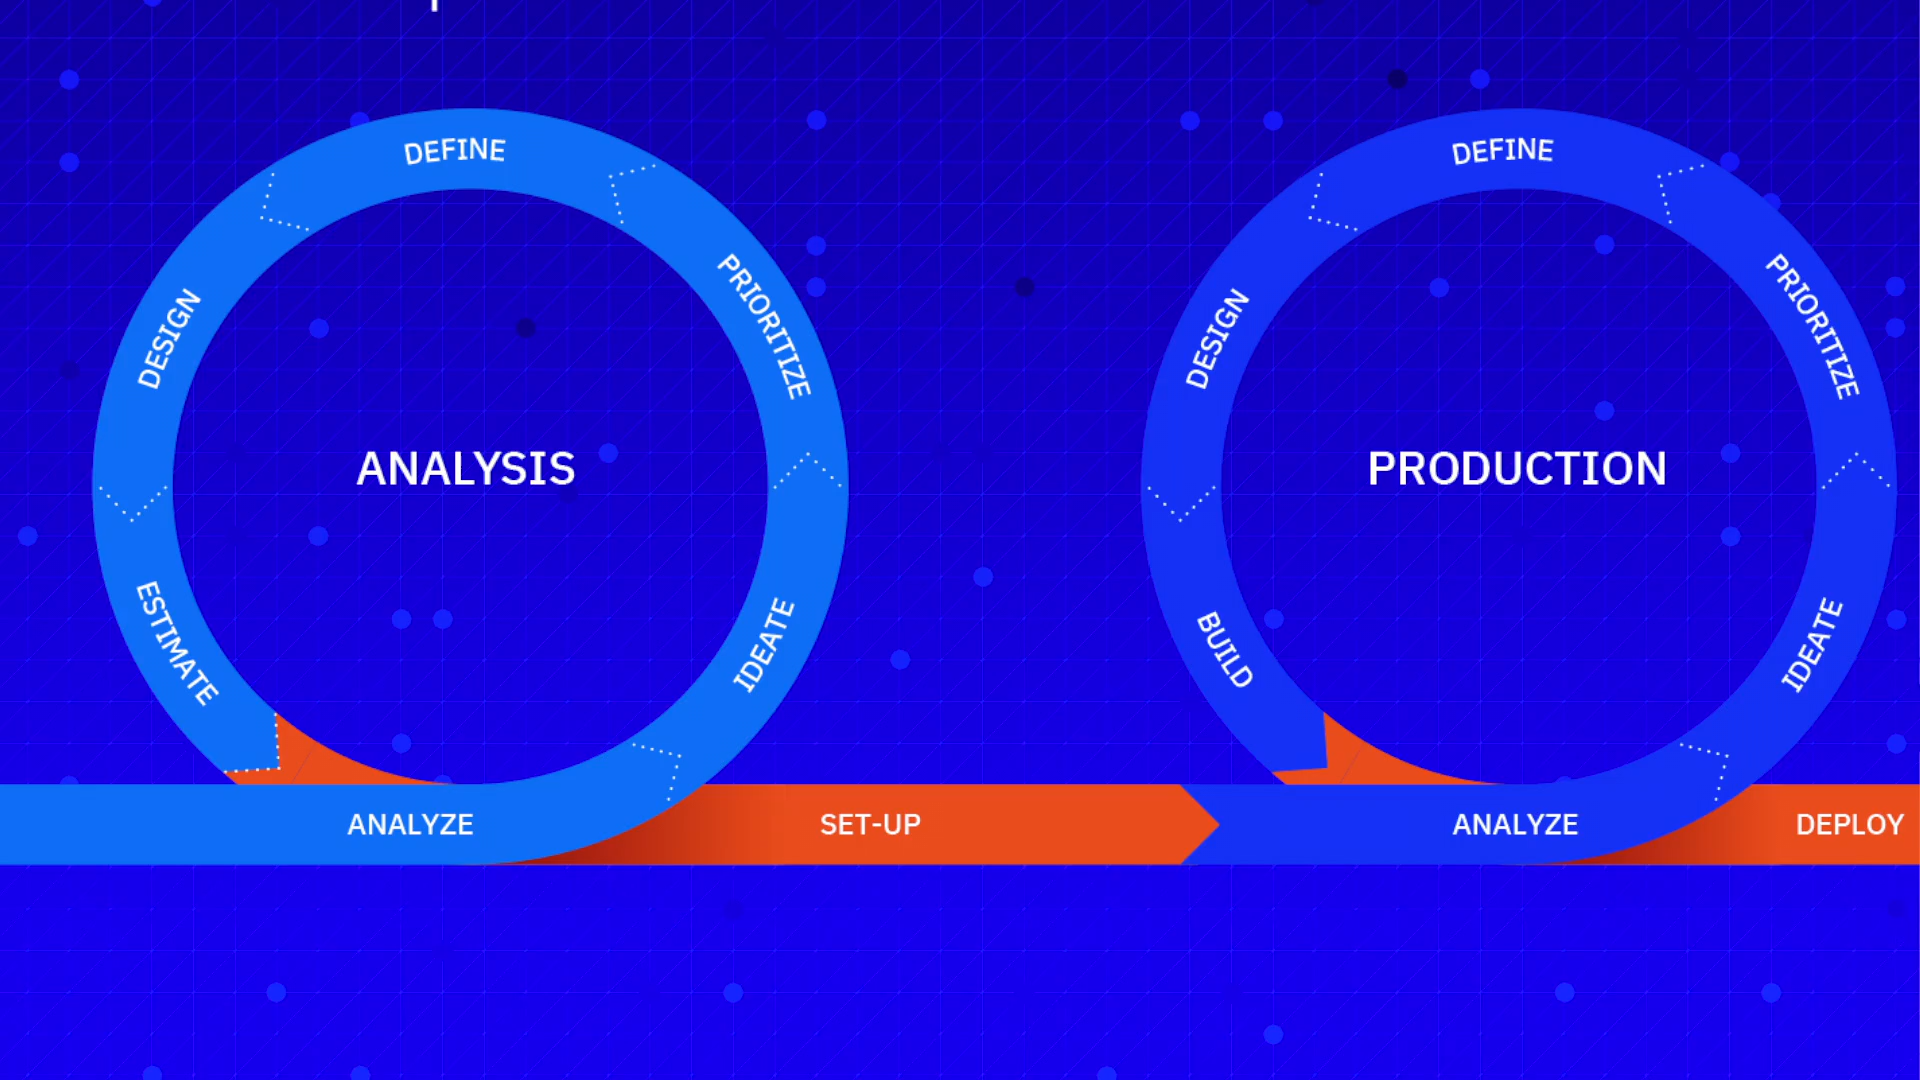 DEFINE
PRIORITIZE
DESIGN
ANALYSIS
ESTIMATE
IDEATE
ANALYZE
SET-UP
DEFINE
PRIORITIZE
DESIGN
PRODUCTION
BUILD
IDEATE
ANALYZE
DEPLOY